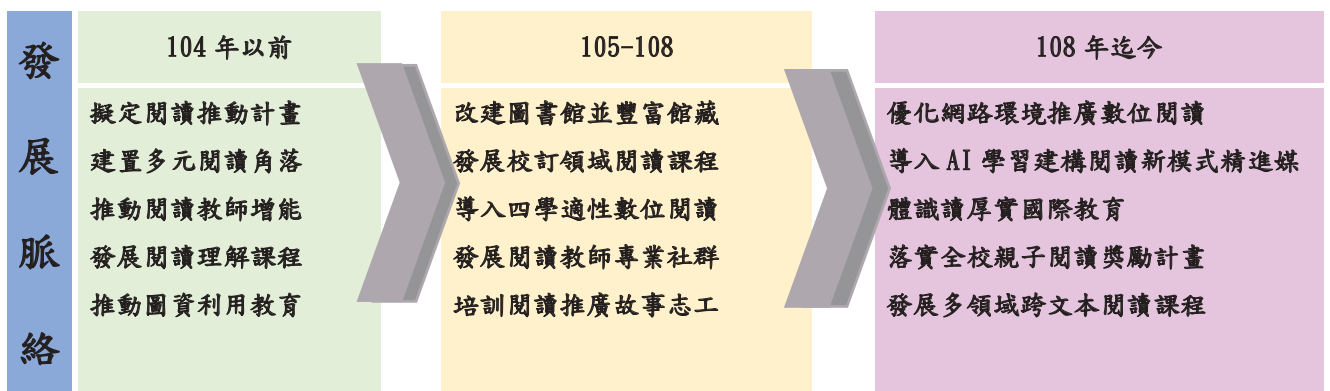 發展脈絡
104 年以前
擬定閱讀推動計畫
建置多元閱讀角落
推動閱讀教師增能
發展閱讀理解課程
推動圖資利用教育
105-108
改建圖書館並豐富館藏
發展校訂領域閱讀課程
導入四學適性數位閱讀
發展閱讀教師專業社群
培訓閱讀推廣故事志工
108 年迄今
優化網路環境推廣數位閱讀
導入 AI 學習建構閱讀新模式精進媒
體識讀厚實國際教育
落實全校親子閱讀獎勵計畫
發展多領域跨文本閱讀課程